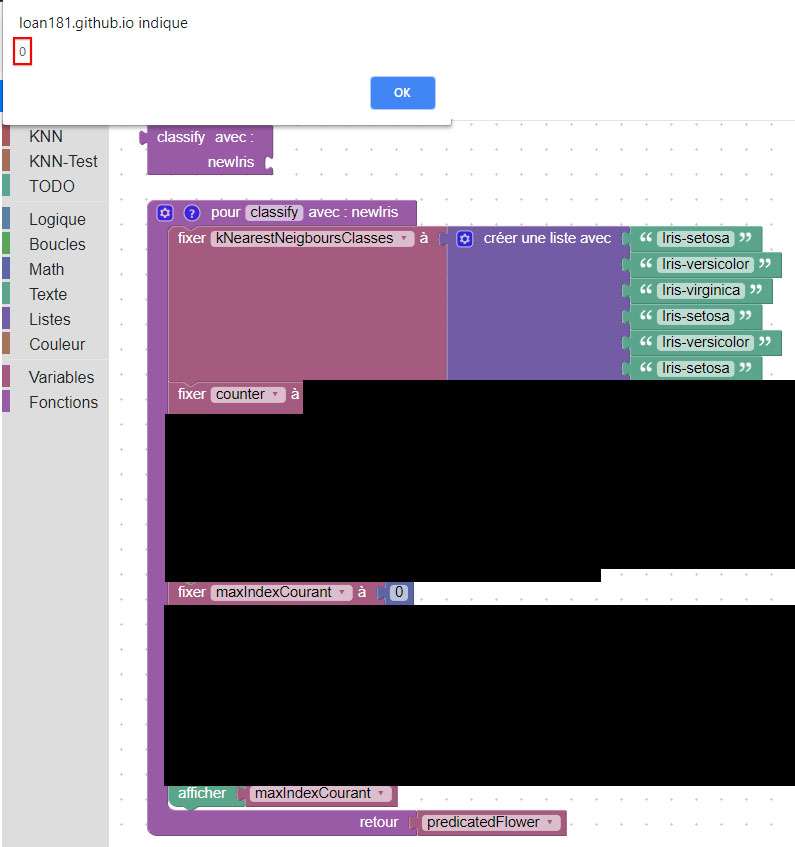 loan181.github.io indique
0
OK
KNN
KNN-Test
TODO
Logique
Boucles
Math
Texte
Listes
Couleur
Variables
Fonctions
classify avec :
newIris
? pour classify avec : newIris
fixer kNearestNeigboursClasses à créer une liste avec “ Iris-setosa ”
“ Iris-versicolor ”
“ Iris-virginica ”
“ Iris-setosa ”
“ Iris-versicolor ”
“ Iris-setosa ”
fixer counter à
fixer maxIndexCourant à 0
afficher maxIndexCourant
retour predicatedFlower